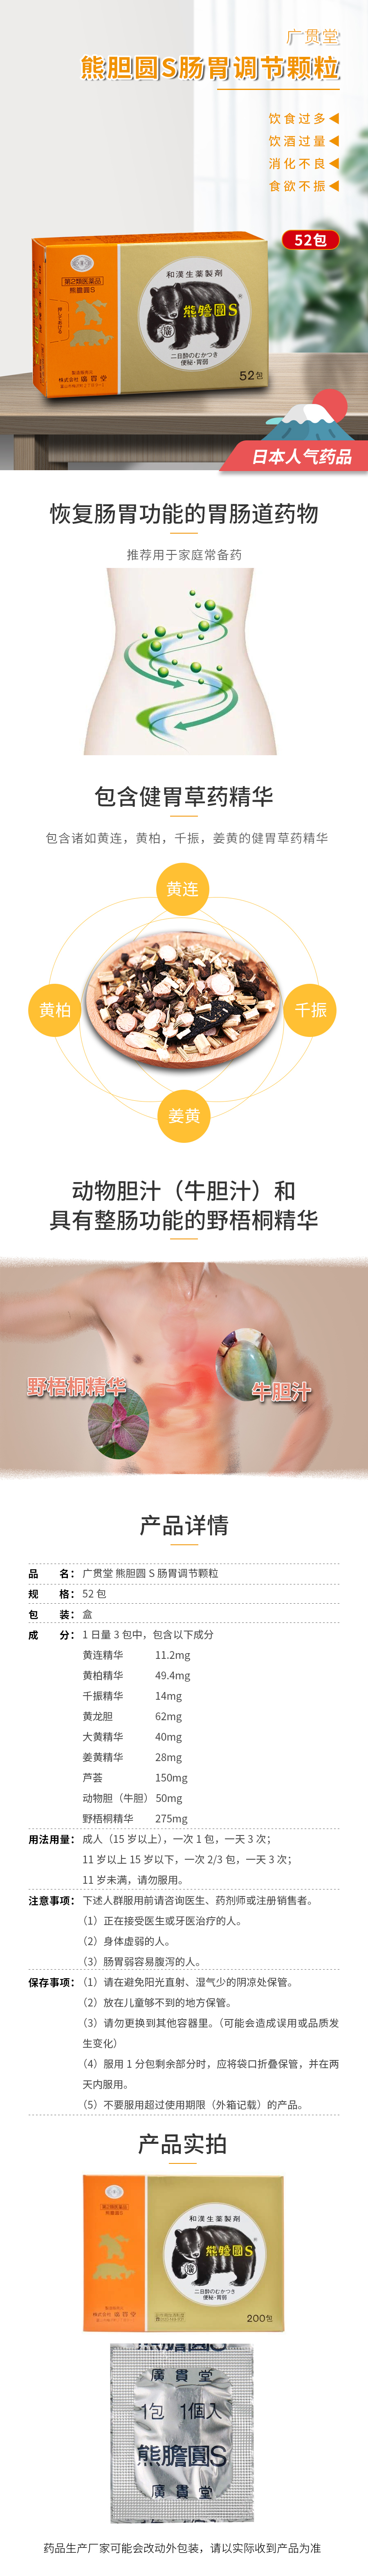 广贯堂
熊胆圆S肠胃调节颗粒
饮食过多◀
饮酒过量◀
消化不良◀
食欲不振◀
52包
第2類医薬品
熊膽圓S
株式会社 廣貫堂
和漢生薬製剤
熊膽圓S
廣
二日酔のむかつき
便秘・胃弱
52包
日本人气药品
恢复肠胃功能的胃肠道药物
推荐用于家庭常备药
包含健胃草药精华
包含诸如黄连，黄柏，千振，姜黄的健胃草药精华
黄连
黄柏
千振
姜黄
动物胆汁（牛胆汁）和
具有整肠功能的野梧桐精华
野梧桐精华
牛胆汁
产品详情
品 名：广贯堂 熊胆圆 S 肠胃调节颗粒
规 格：52 包
包 装：盒
成 分：1 日量 3 包中，包含以下成分
黄连精华 11.2mg
黄柏精华 49.4mg
千振精华 14mg
黄龙胆 62mg
大黄精华 40mg
姜黄精华 28mg
芦荟 150mg
动物胆（牛胆） 50mg
野梧桐精华 275mg
用法用量：成人（15 岁以上），一次 1 包，一天 3 次；
11 岁以上 15 岁以下，一次 2/3 包，一天 3 次；
11 岁未满，请勿服用。
注意事项：下述人群服用前请咨询医生、药剂师或注册销售者。
（1）正在接受医生或牙医治疗的人。
（2）身体虚弱的人。
（3）肠胃弱容易腹泻的人。
保存事项：（1）请在避免阳光直射、湿气少的阴凉处保管。
（2）放在儿童够不到的地方保管。
（3）请勿更换到其他容器里。（可能会造成误用或品质发
生变化）
（4）服用 1 分包剩余部分时，应将袋口折叠保管，并在两
天内服用。
（5）不要服用超过使用期限（外箱记载）的产品。
产品实拍
和漢生薬製剤
熊膽圓S
廣
二日酔のむかつき
便秘・胃弱
200包
株式会社 廣貫堂
熊膽圓S
廣貫堂
1包 1個入
熊膽圓S
廣貫堂
药品生产厂家可能会改动外包装，请以实际收到产品为准